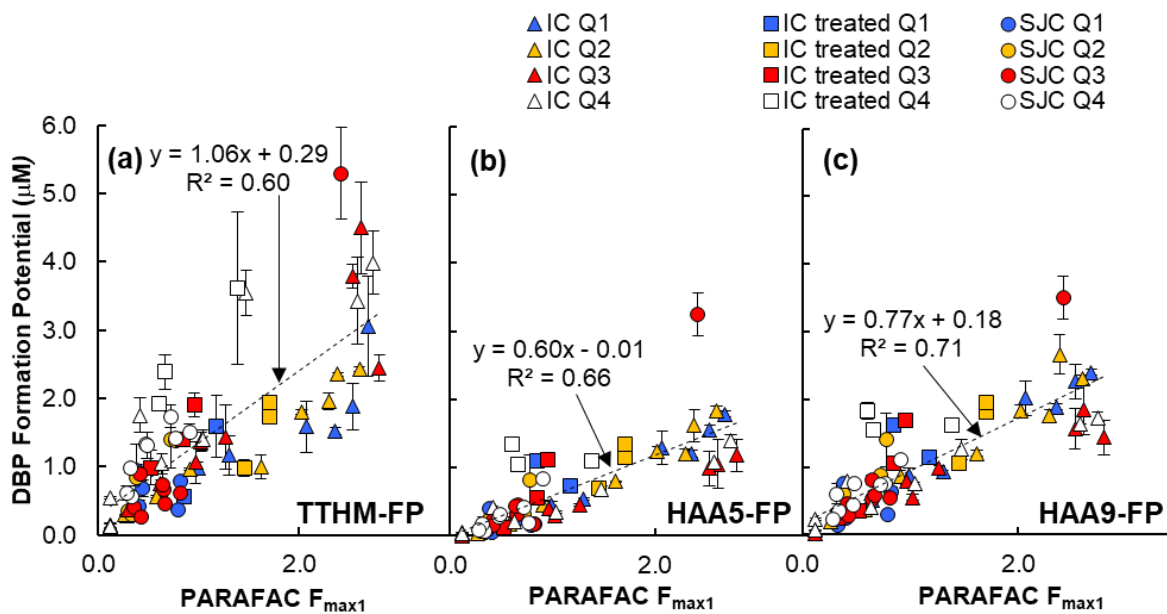 IC Q1 IC treated Q1 SJC Q1
IC Q2 IC treated Q2 SJC Q2
IC Q3 IC treated Q3 SJC Q3
IC Q4 IC treated Q4 SJC Q4
DBP Formation Potential (µM)
6.0
5.0
4.0
3.0
2.0
1.0
0.0
(a)
y = 1.06x + 0.29
R² = 0.60
TTHM-FP
0.0 2.0
PARAFAC Fmax1
(b)
y = 0.60x - 0.01
R² = 0.66
HAA5-FP
0.0 2.0
PARAFAC Fmax1
(c)
y = 0.77x + 0.18
R² = 0.71
HAA9-FP
0.0 2.0
PARAFAC Fmax1